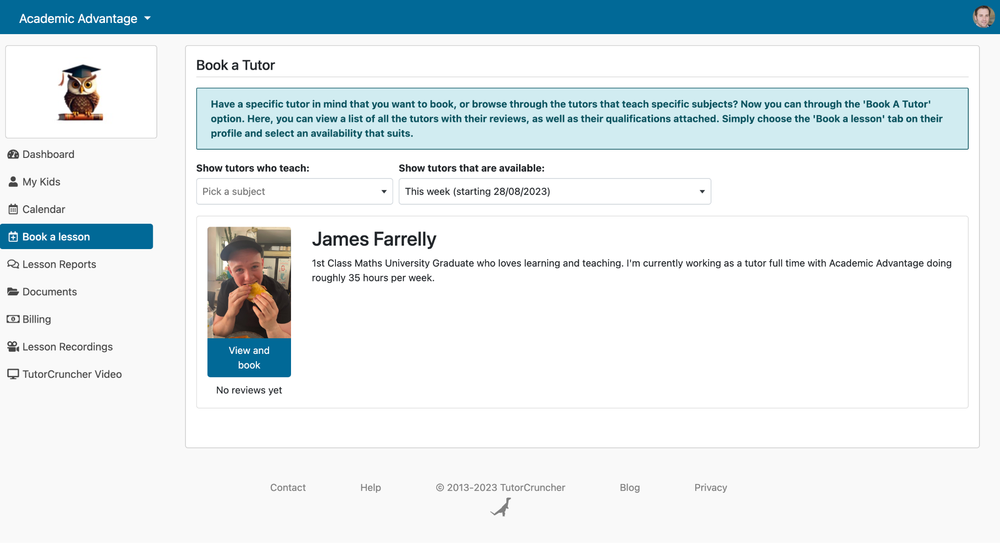 Academic Advantage
Dashboard
My Kids
Calendar
Book a lesson
Lesson Reports
Documents
Billing
Lesson Recordings
TutorCruncher Video
Book a Tutor
Have a specific tutor in mind that you want to book, or browse through the tutors that teach specific subjects? Now you can through the 'Book A Tutor'
option. Here, you can view a list of all the tutors with their reviews, as well as their qualifications attached. Simply choose the 'Book a lesson' tab on their
profile and select an availability that suits.
Show tutors who teach:
Pick a subject
Show tutors that are available:
This week (starting 28/08/2023)
James Farrelly
1st Class Maths University Graduate who loves learning and teaching. I'm currently working as a tutor full time with Academic Advantage doing
roughly 35 hours per week.
View and
book
No reviews yet
Contact
Help
© 2013-2023 TutorCruncher
Blog
Privacy